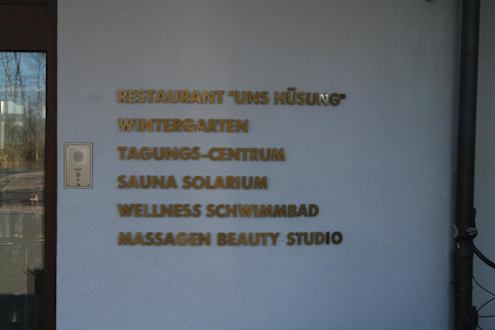 RESTAURANT "UNS HÜSUNG"
WINTERGARTEN
TAGUNGS-CENTRUM
SAUNA SOLARIUM
WELLNESS SCHWIMMBAD
MASSAGEN BEAUTY STUDIO